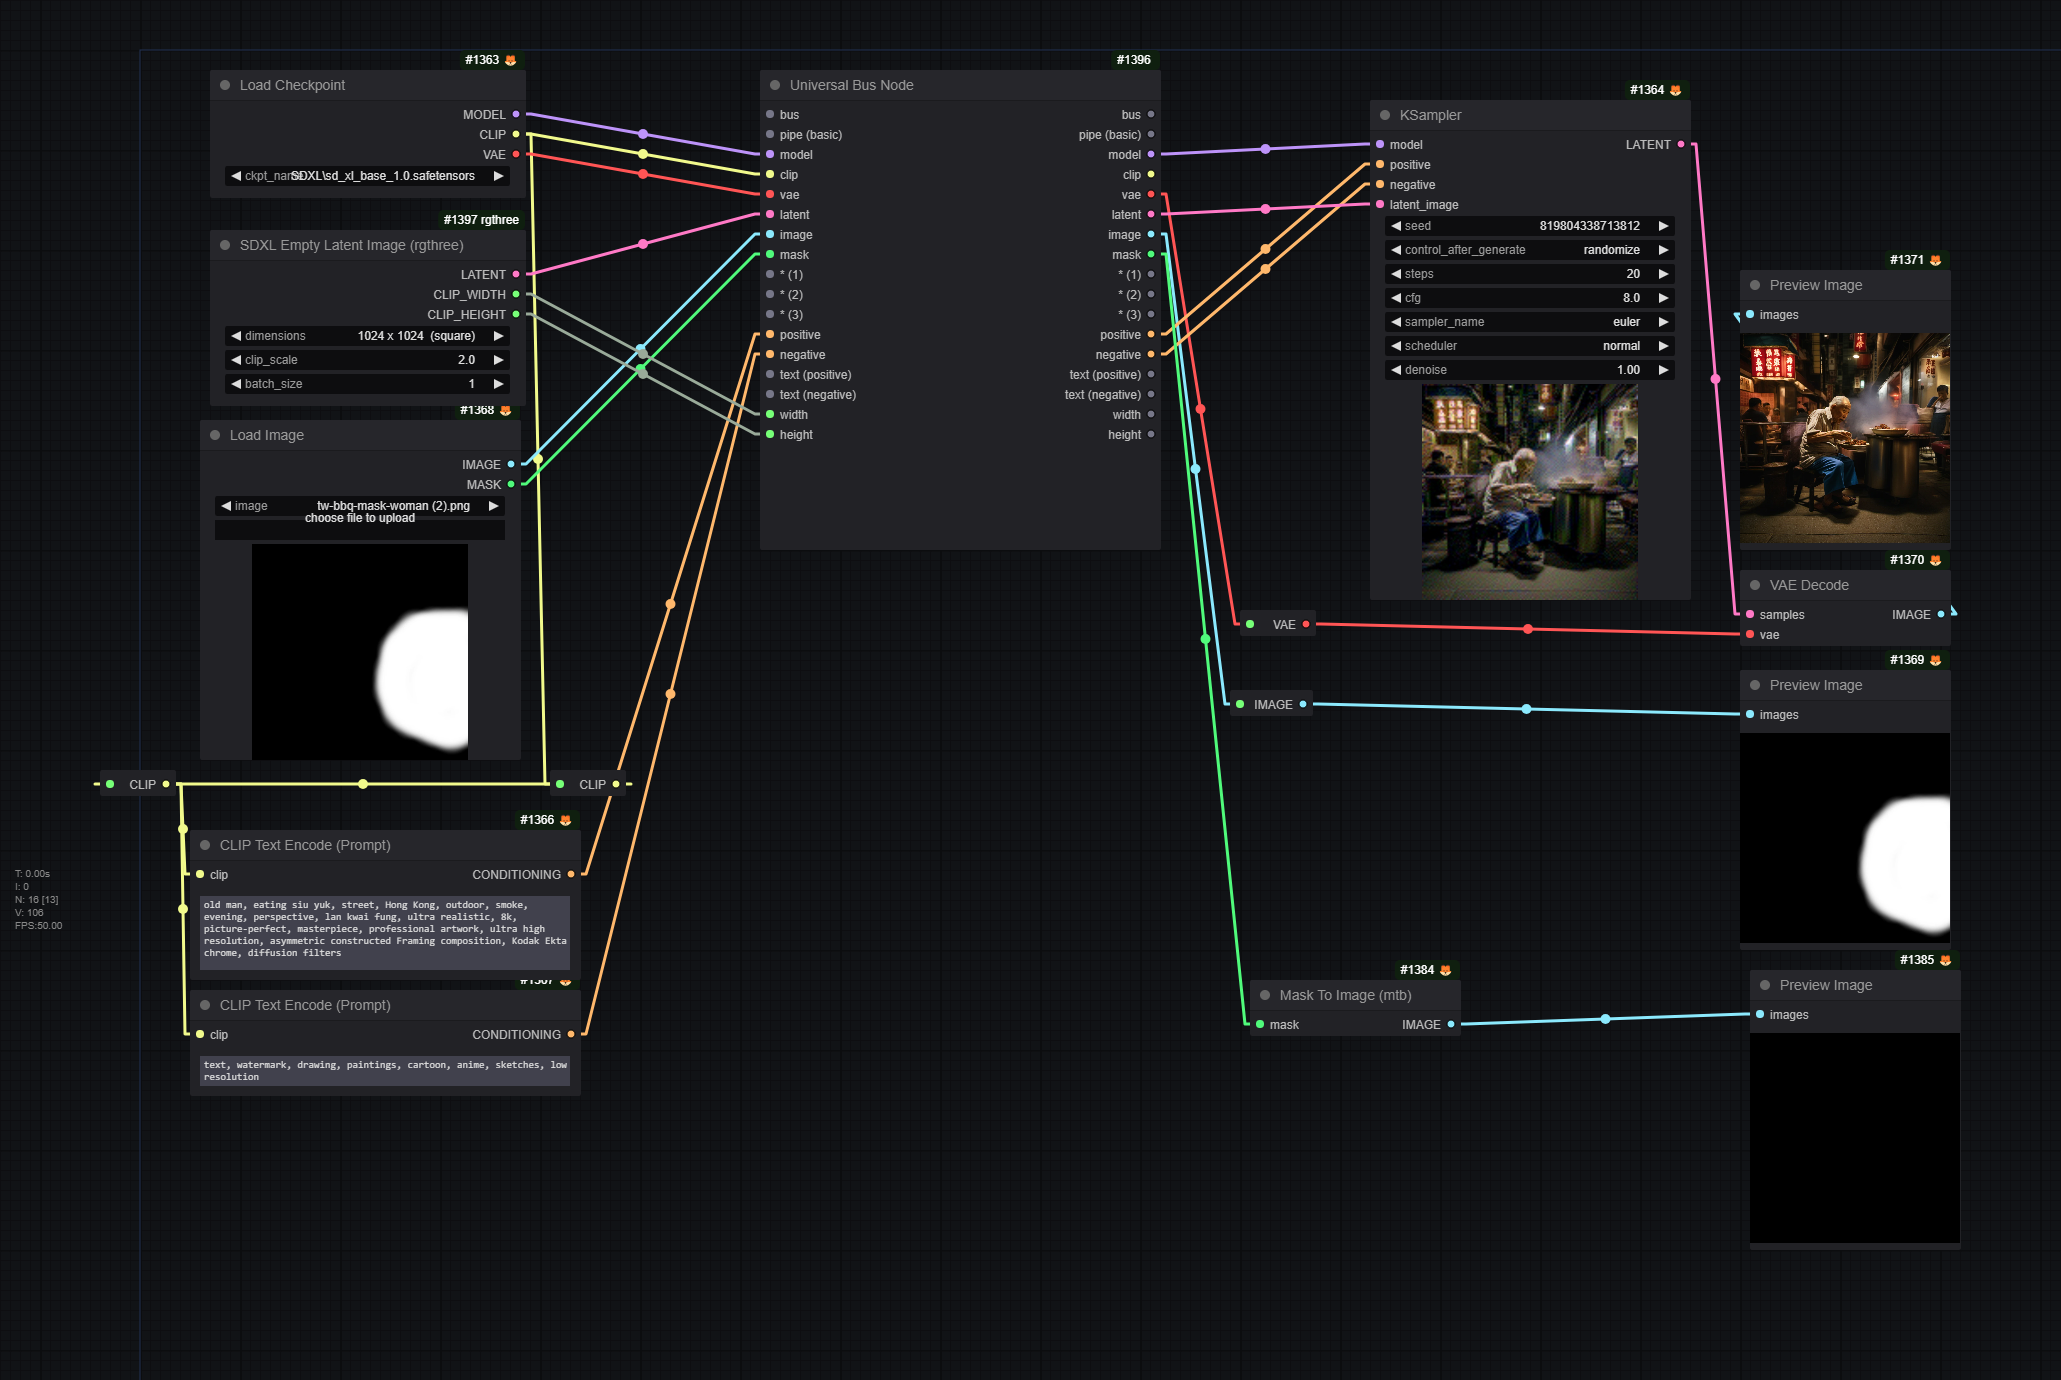 #1363
Load Checkpoint
MODEL
CLIP
VAE
ckpt_name SDXL\sd_xl_base_1.0.safetensors
#1397 rgthree
SDXL Empty Latent Image (rgthree)
LATENT
CLIP_WIDTH
CLIP_HEIGHT
dimensions 1024 x 1024 (square)
clip_scale 2.0
batch_size 1
#1368
Load Image
IMAGE
MASK
image tw-bbq-mask-woman (2).png
choose file to upload
CLIP
CLIP
#1366
CLIP Text Encode (Prompt)
clip CONDITIONING
old man, eating siu yuk, street, Hong Kong, outdoor, smoke,
evening, perspective, lan kwai fung, ultra realistic, 8k,
picture-perfect, masterpiece, professional artwork, ultra high
resolution, asymmetric constructed Framing composition, Kodak Ekta
chrome, diffusion filters
#1367
CLIP Text Encode (Prompt)
clip CONDITIONING
text, watermark, drawing, paintings, cartoon, anime, sketches, low
resolution
T: 0.00s
I: 0
N: 16 [13]
V: 106
FPS:50.00
#1396
Universal Bus Node
bus bus
pipe (basic) pipe (basic)
model model
clip clip
vae vae
latent latent
image image
mask mask
* (1) * (1)
* (2) * (2)
* (3) * (3)
positive positive
negative negative
text (positive) text (positive)
text (negative) text (negative)
width width
height height
#1364
KSampler
model LATENT
positive
negative
latent_image
seed 819804338713812
control_after_generate randomize
steps 20
cfg 8.0
sampler_name euler
scheduler normal
denoise 1.00
VAE
IMAGE
#1384
Mask To Image (mtb)
mask IMAGE
#1371
Preview Image
images
#1370
VAE Decode
samples IMAGE
vae
#1369
Preview Image
images
#1385
Preview Image
images